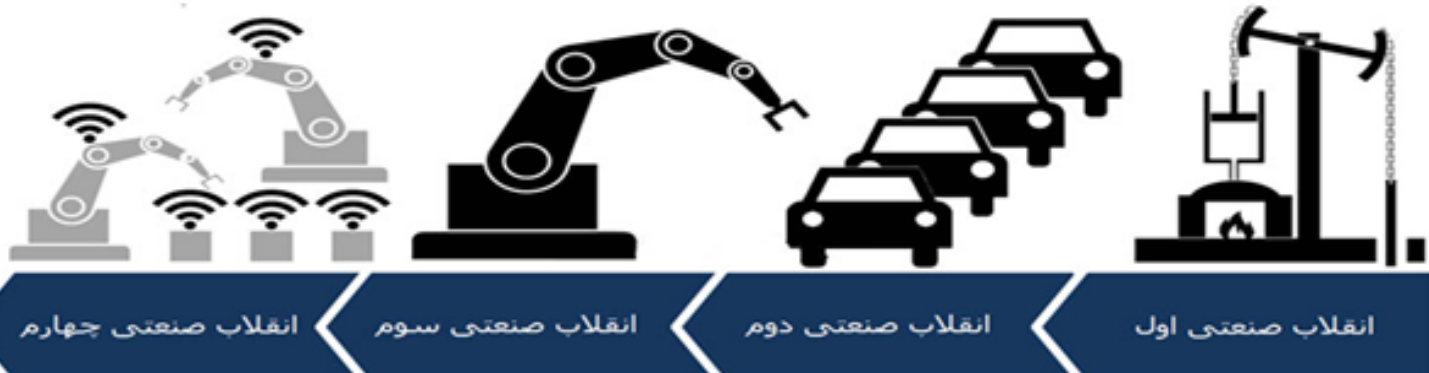 انقلاب صنعتی اول
انقلاب صنعتی دوم
انقلاب صنعتی سوم
انقلاب صنعتی چهارم